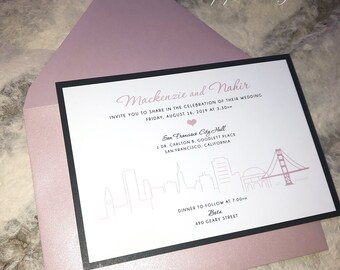 Mackenzie and Nahir
INVITE YOU TO SHARE IN THE CELEBRATION OF THEIR WEDDING
FRIDAY, AUGUST 16, 2019 AT 5:30PM
San Francisco City Hall
1 DR. CARLTON B. GOODLETT PLACE
SAN FRANCISCO, CALIFORNIA
DINNER TO FOLLOW AT 7:00PM
470 GEARY STREET